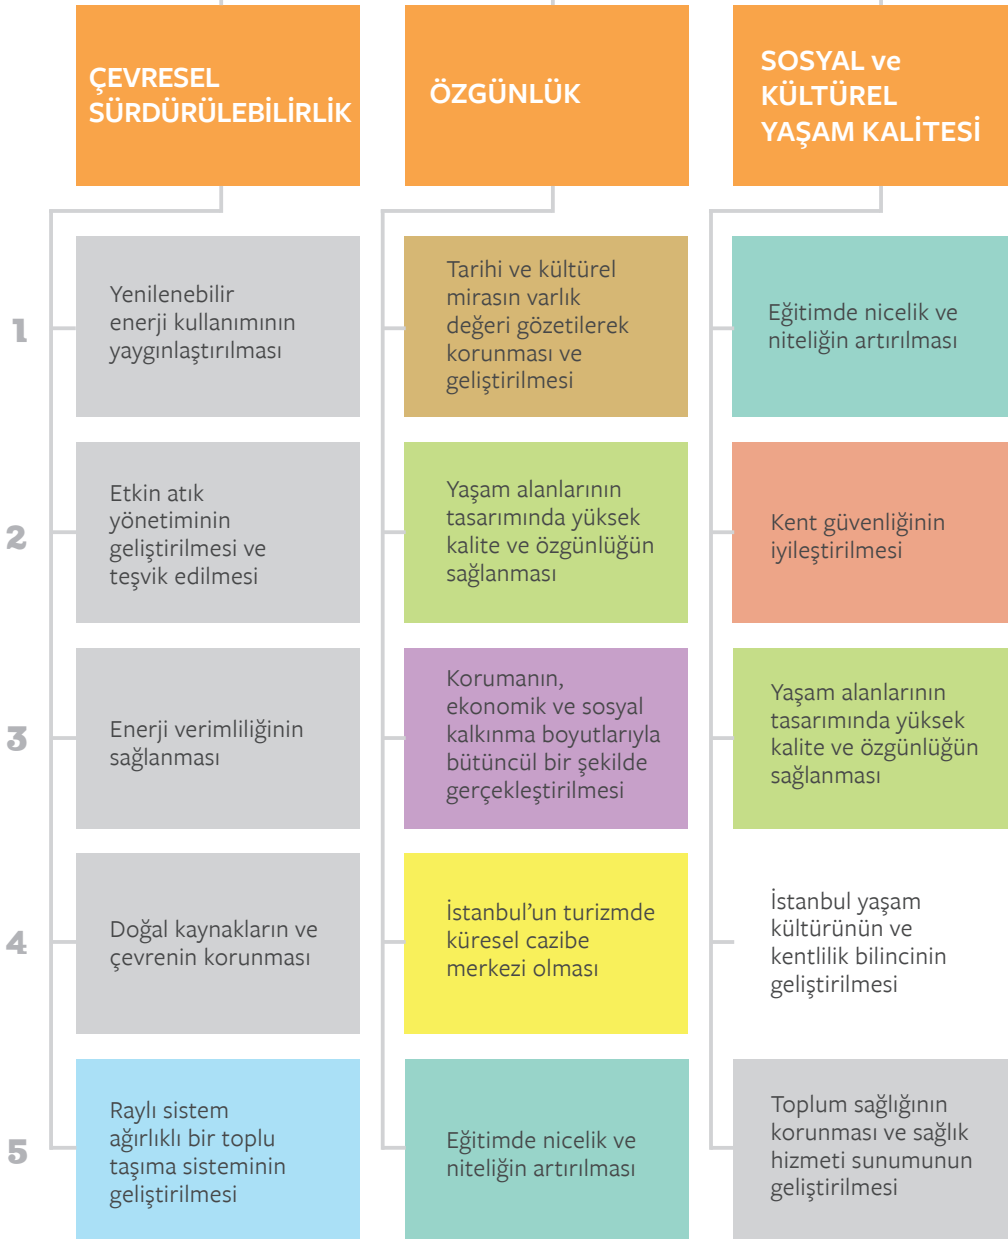 ÇEVRESEL
SÜRDÜRÜLEBİLİRLİK
ÖZGÜNLÜK
SOSYAL ve
KÜLTÜREL
YAŞAM KALİTESİ
1
Yenilenebilir
enerji kullanımının
yaygınlaştırılması
Tarihi ve kültürel
mirasın varlık
değeri gözetilerek
korunması ve
geliştirilmesi
Eğitimde nicelik ve
niteliğin artırılması
2
Etkin atık
yönetiminin
geliştirilmesi ve
teşvik edilmesi
Yaşam alanlarının
tasarımında yüksek
kalite ve özgünlüğün
sağlanması
Kent güvenliğinin
iyileştirilmesi
3
Enerji verimliliğinin
sağlanması
Korumanın,
ekonomik ve sosyal
kalkınma boyutlarıyla
bütüncül bir şekilde
gerçekleştirilmesi
Yaşam alanlarının
tasarımında yüksek
kalite ve özgünlüğün
sağlanması
4
Doğal kaynakların ve
çevrenin korunması
İstanbul’un turizmde
küresel cazibe
merkezi olması
İstanbul yaşam
kültürünün ve
kentlilik bilincinin
geliştirilmesi
5
Raylı sistem
ağırlıklı bir toplu
taşıma sisteminin
geliştirilmesi
Eğitimde nicelik ve
niteliğin artırılması
Toplum sağlığının
korunması ve sağlık
hizmeti sunumunun
geliştirilmesi